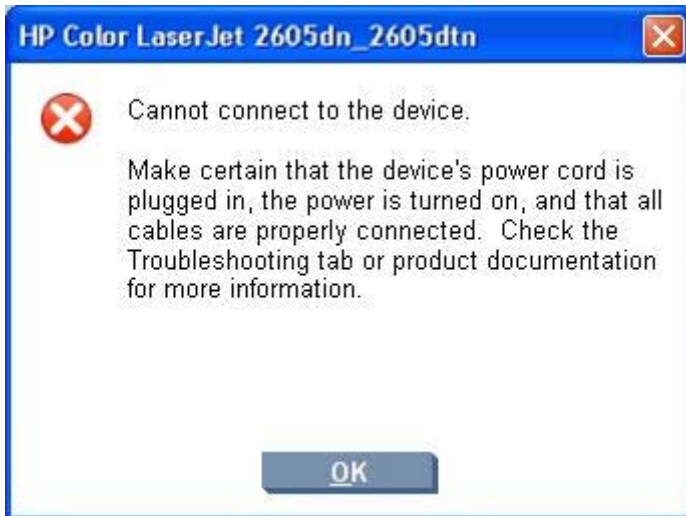 HP Color LaserJet 2605dn_2605dtn
Cannot connect to the device.
Make certain that the device's power cord is
plugged in, the power is turned on, and that all
cables are properly connected.  Check the
Troubleshooting tab or product documentation
for more information.
OK